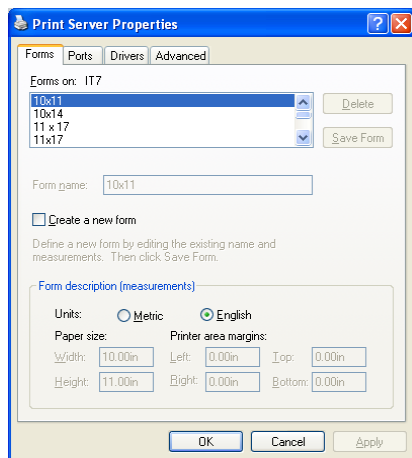 Print Server Properties
Forms Ports Drivers Advanced
Forms on: IT7
10x11
10x14
11 x 17
11x17
Delete
Save Form
Form name: 10x11
Create a new form
Define a new form by editing the existing name and
measurements. Then click Save Form.
Form description (measurements)
Units: Metric English
Paper size: Printer area margins:
Width: 10.00in Left: 0.00in Top: 0.00in
Height: 11.00in Right: 0.00in Bottom: 0.00in
OK Cancel Apply